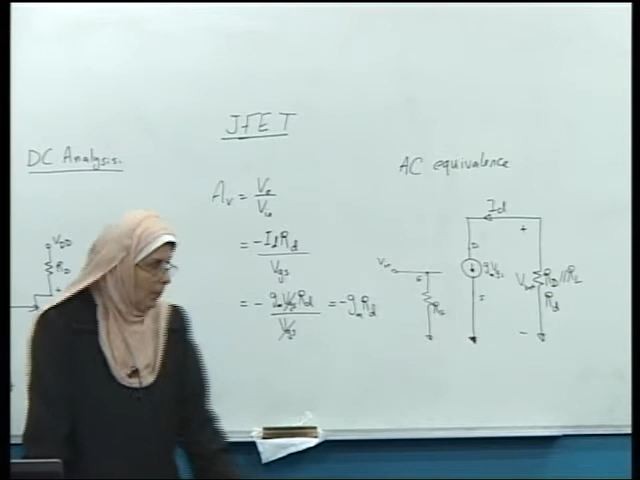 JFET
DC Analysis.
AC equivalence
VDD
RD
+
Av = Vo / Vin
= -IdRd / Vgs
= - gmVgsRd / Vgs = -gmRd
Id
+
D
Vin
G
gmVgs
Vout
RD//RL
RG
S
Rd
-